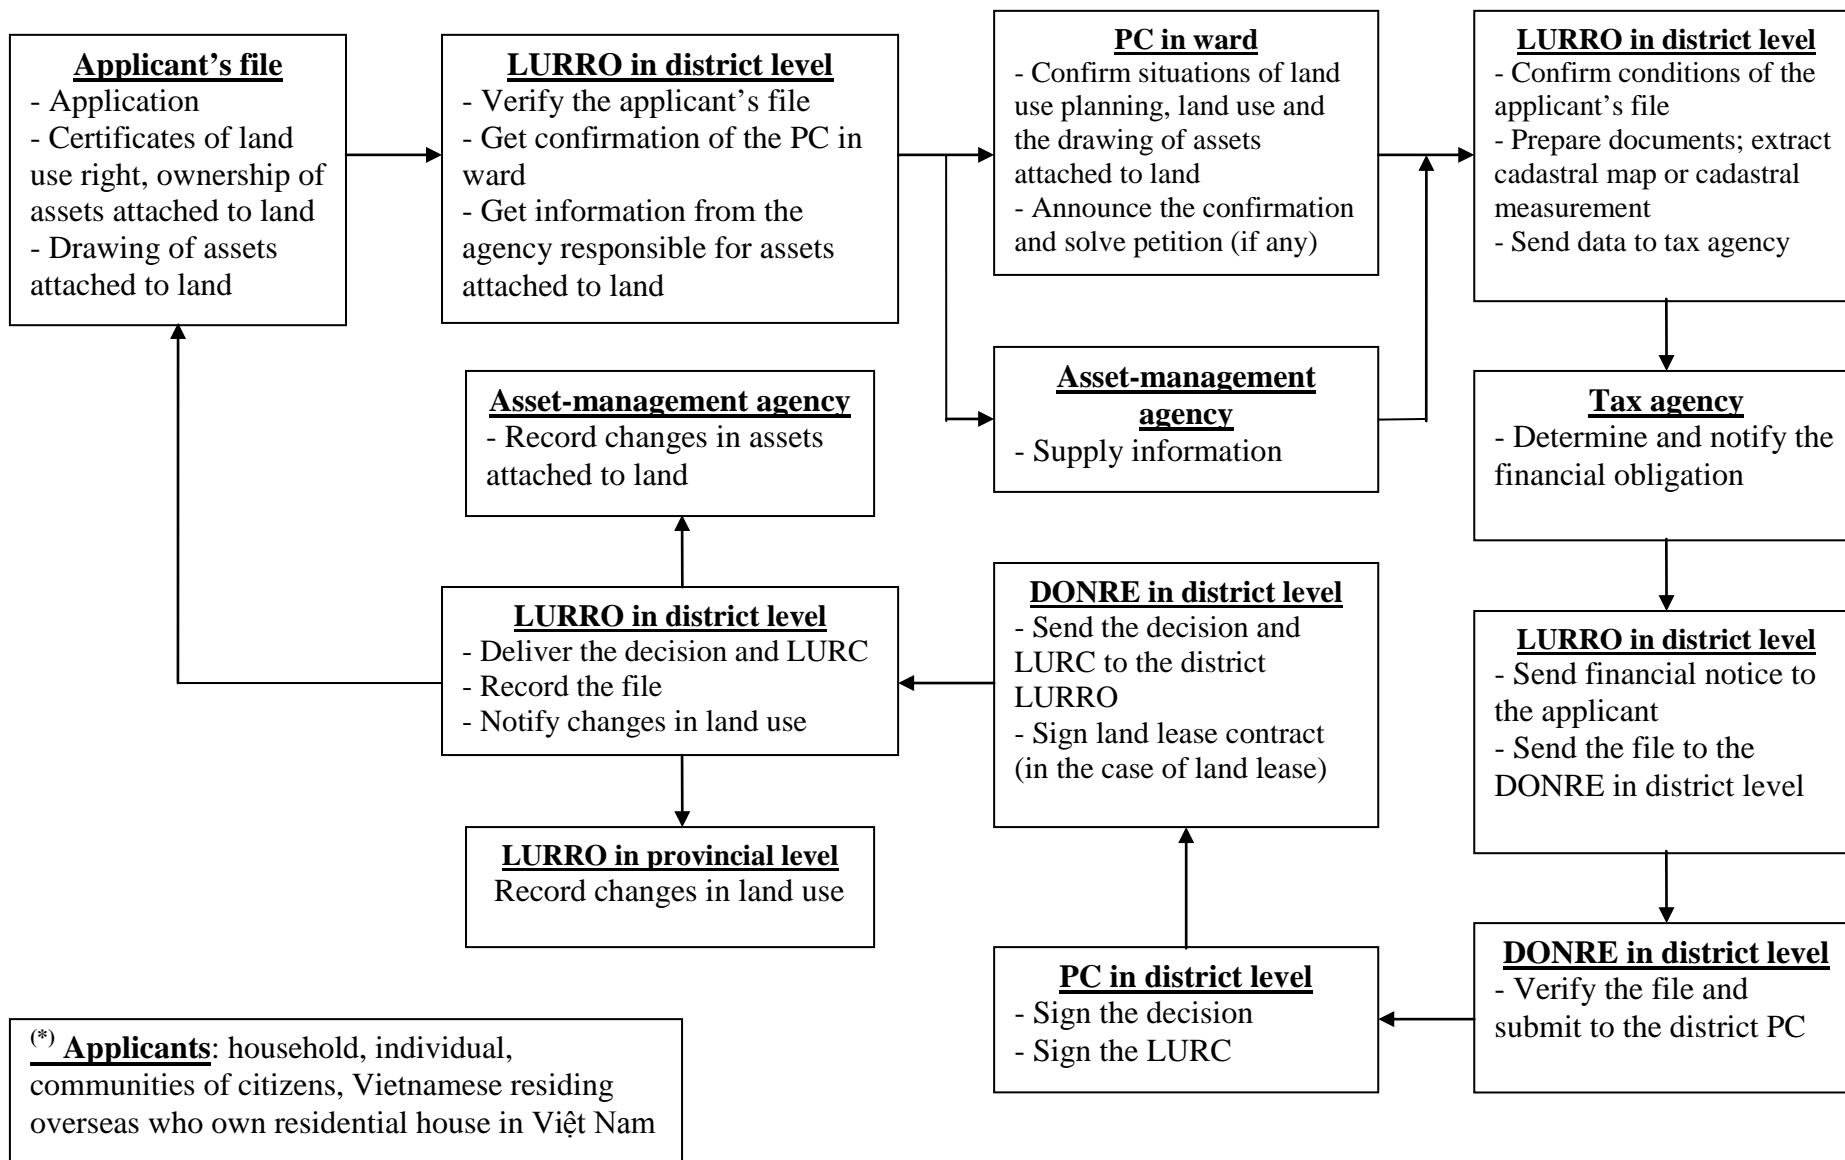 Applicant’s file
- Application
- Certificates of land
use right, ownership of
assets attached to land
- Drawing of assets
attached to land
LURRO in district level
- Verify the applicant’s file
- Get confirmation of the PC in
ward
- Get information from the
agency responsible for assets
attached to land
PC in ward
- Confirm situations of land
use planning, land use and
the drawing of assets
attached to land
- Announce the confirmation
and solve petition (if any)
LURRO in district level
- Confirm conditions of the
applicant’s file
- Prepare documents; extract
cadastral map or cadastral
measurement
- Send data to tax agency
Asset-management
agency
- Supply information
Tax agency
- Determine and notify the
financial obligation
LURRO in district level
- Send financial notice to
the applicant
- Send the file to the
DONRE in district level
DONRE in district level
- Verify the file and
submit to the district PC
PC in district level
- Sign the decision
- Sign the LURC
DONRE in district level
- Send the decision and
LURC to the district
LURRO
- Sign land lease contract
(in the case of land lease)
LURRO in district level
- Deliver the decision and LURC
- Record the file
- Notify changes in land use
Asset-management agency
- Record changes in assets
attached to land
LURRO in provincial level
Record changes in land use
(*) Applicants: household, individual,
communities of citizens, Vietnamese residing
overseas who own residential house in Việt Nam